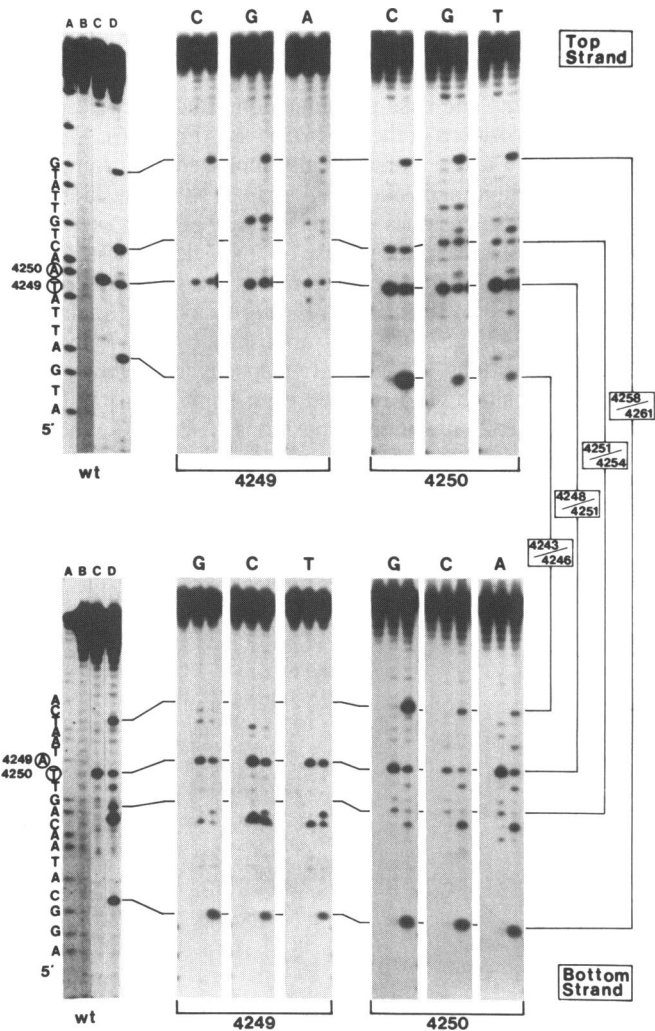 A B C D
C G A
C G T
Top
Strand
G
T
A
T
T
G
T
C
A
4250 A
4249 T
A
T
T
A
G
T
A
5´
wt
4249
4250
4258
4261
4251
4254
4248
4251
4243
4246
A B C D
G C T
G C A
A
C
T
A
A
T
4249 A
4250 T
T
G
A
C
A
A
T
A
C
G
G
A
5´
wt
4249
4250
Bottom
Strand